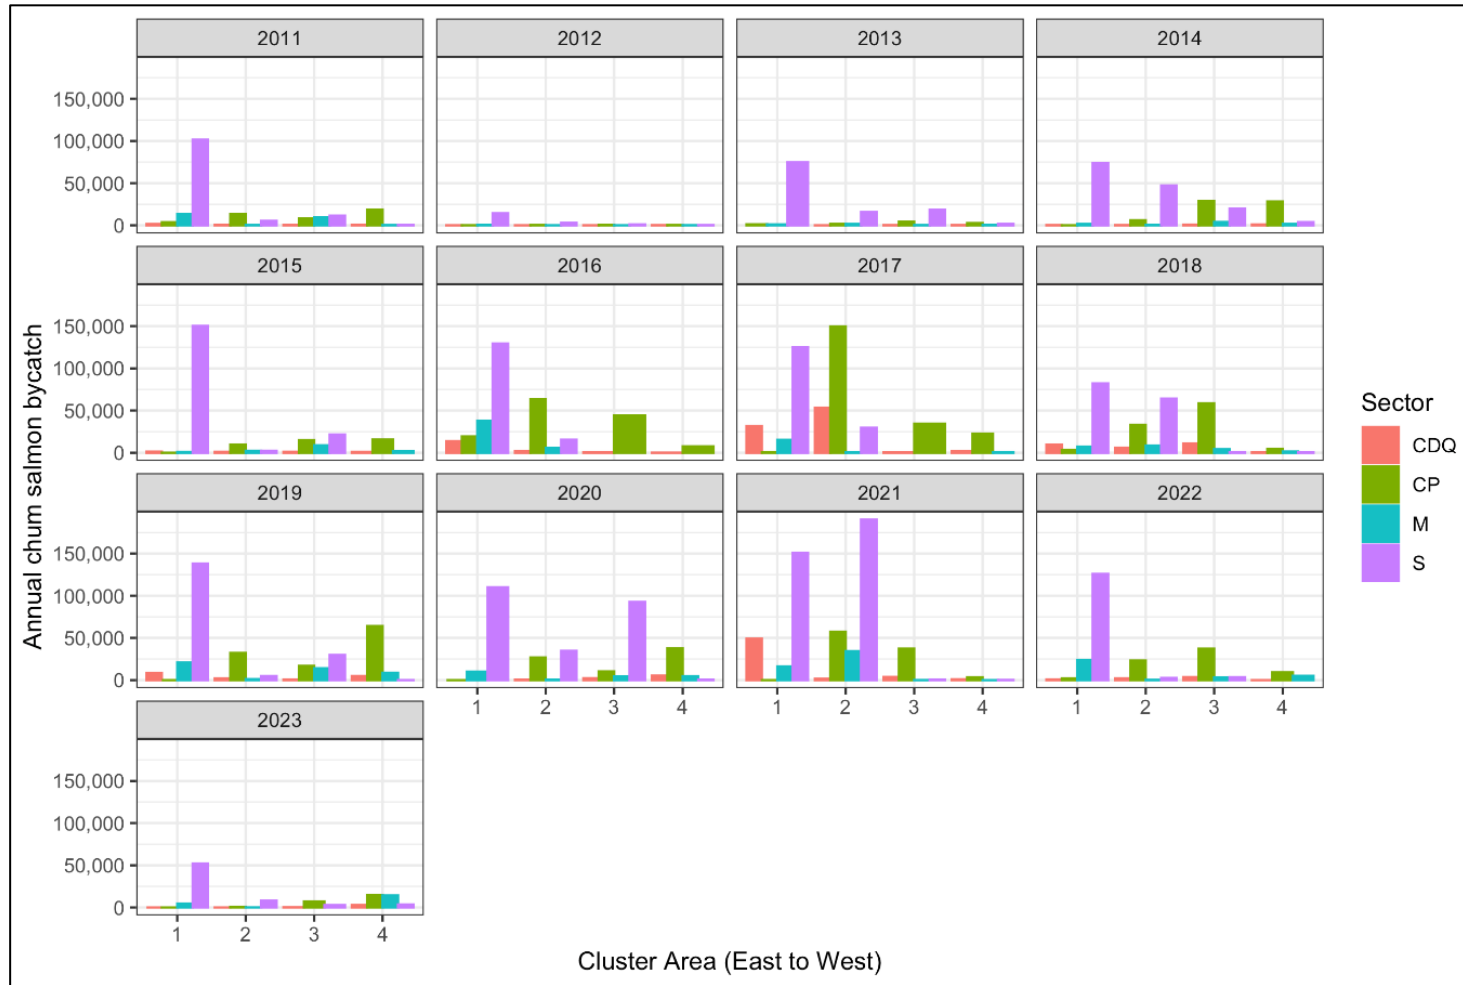 2011 2012 2013 2014
150,000
100,000
50,000
0
2015 2016 2017 2018
150,000
100,000
50,000
0
2019 2020 2021 2022
150,000
100,000
50,000
0
1 2 3 4 1 2 3 4 1 2 3 4
2023
150,000
100,000
50,000
0
1 2 3 4
Annual chum salmon bycatch
Cluster Area (East to West)
Sector
CDQ
CP
M
S